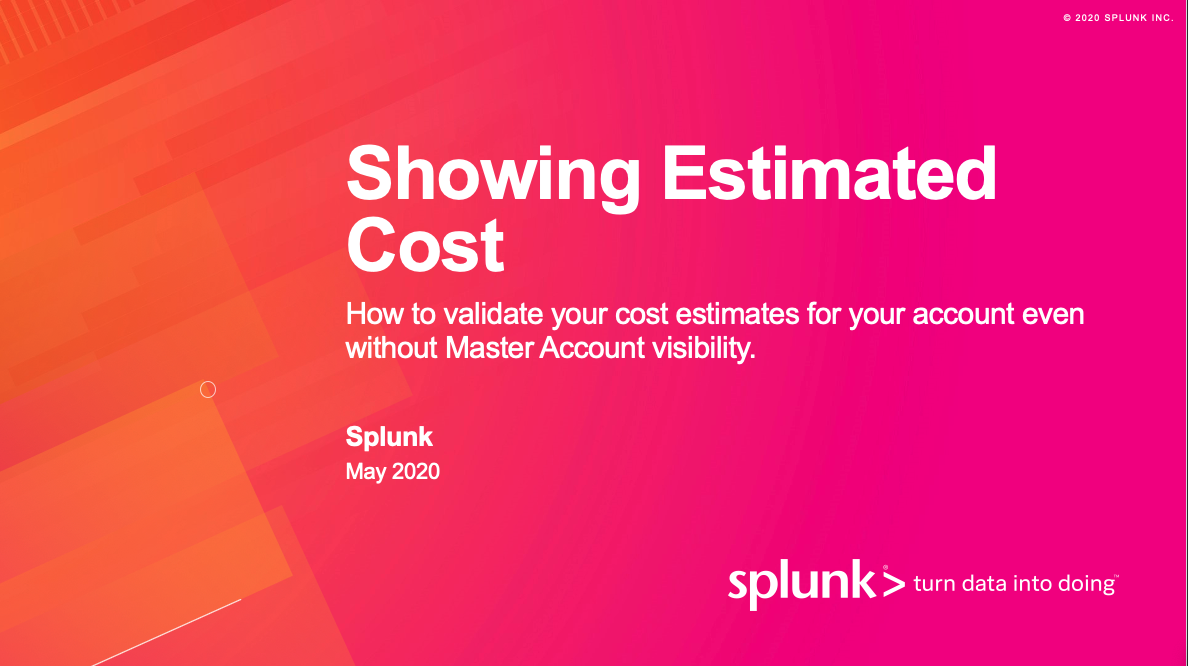 © 2020 SPLUNK INC.
Showing Estimated
Cost
How to validate your cost estimates for your account even
without Master Account visibility.
Splunk
May 2020
splunk®> turn data into doing™